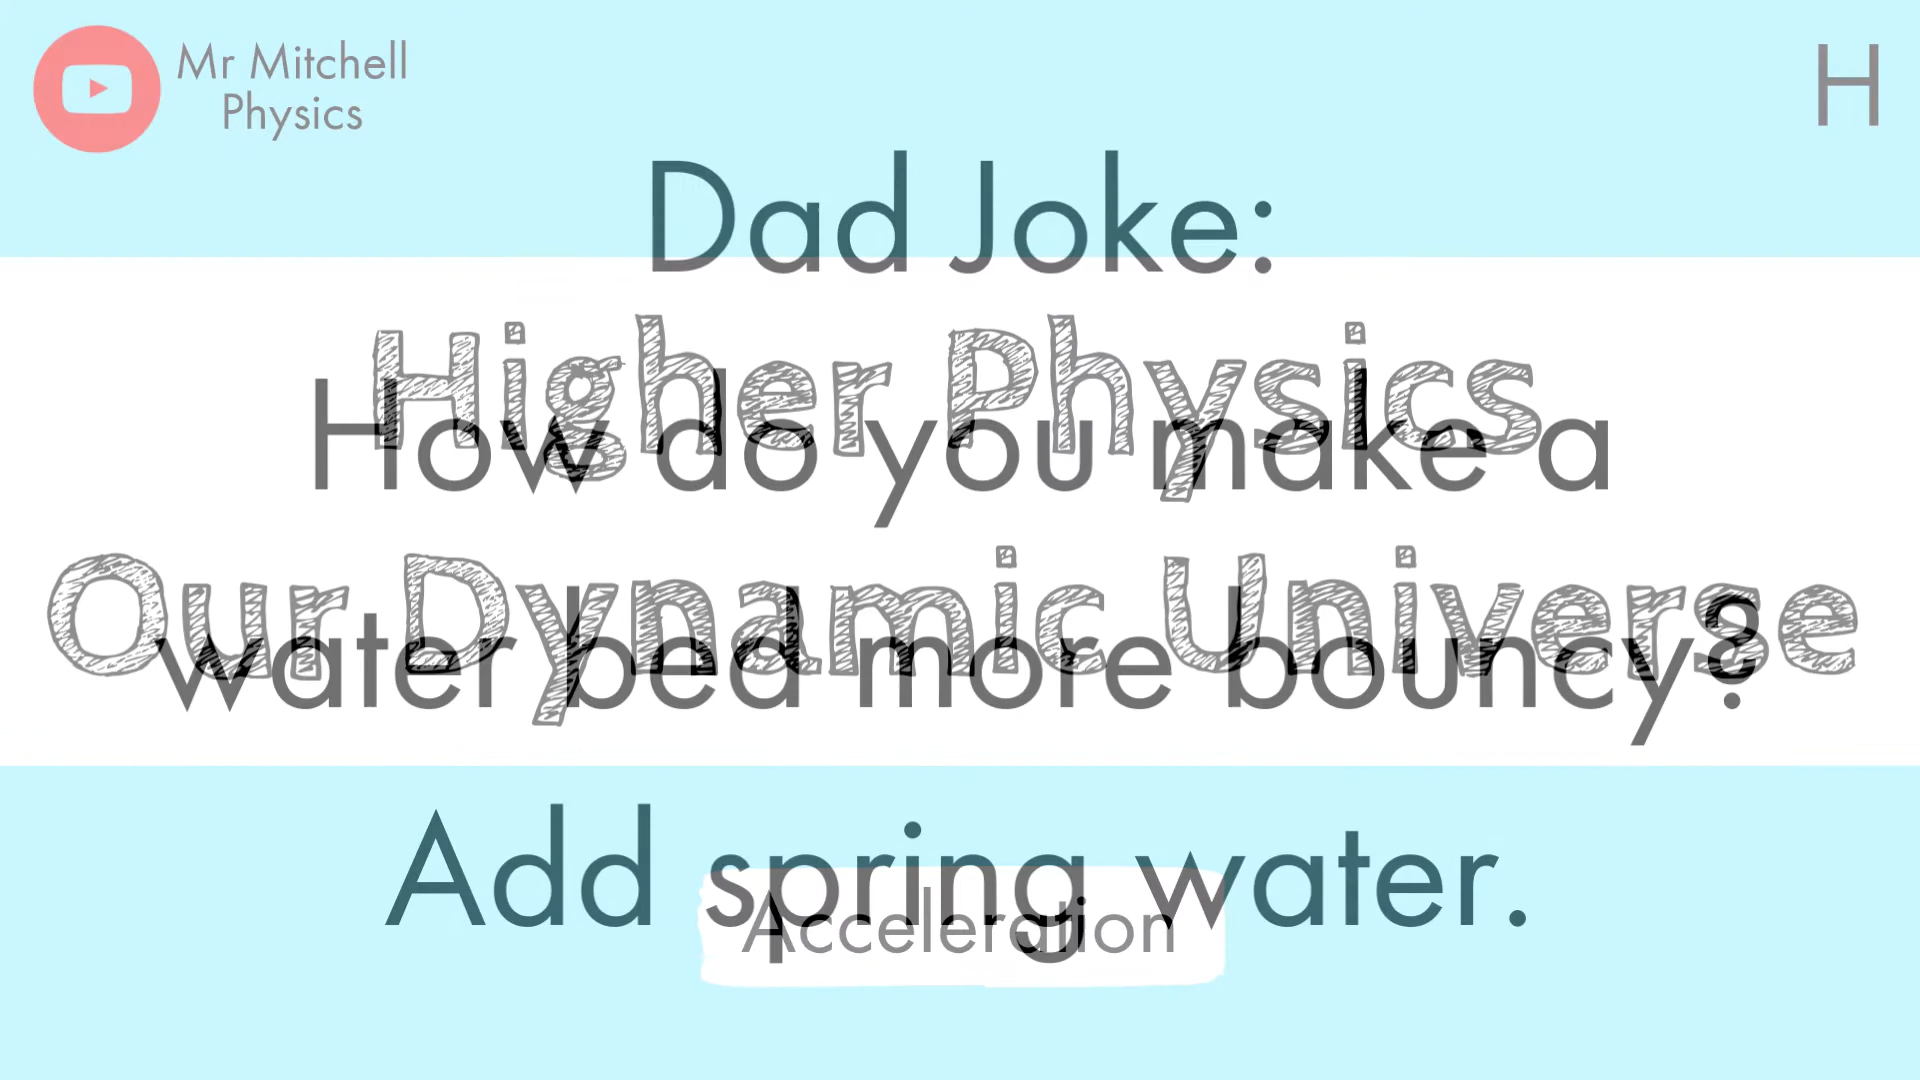 Mr Mitchell
Physics
H
Dad Joke:
Higher Physics
How do you make a
Our Dynamic Universe
water bed more bouncy?
Add spring water.
Acceleration